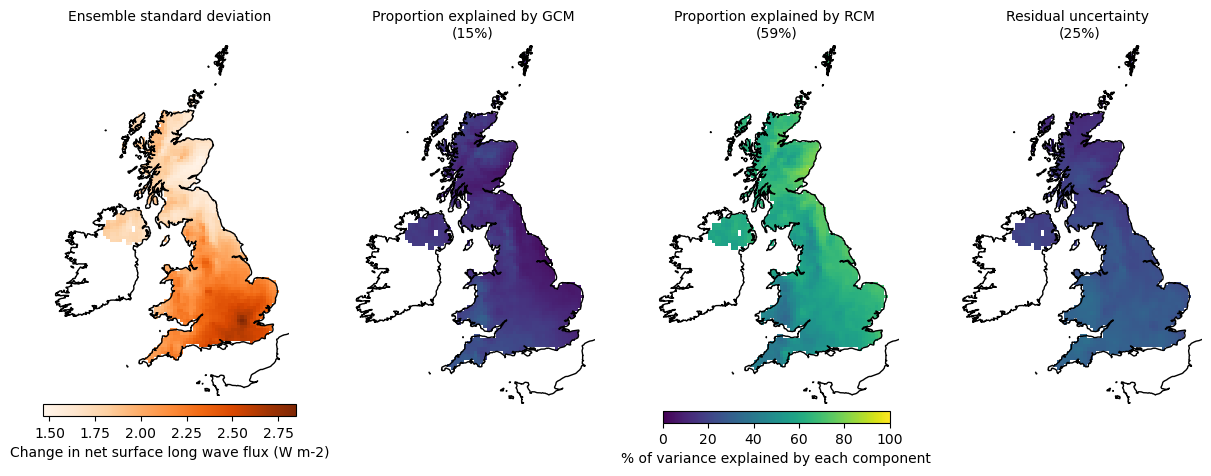 Ensemble standard deviation
Proportion explained by GCM
(15%)
Proportion explained by RCM
(59%)
Residual uncertainty
(25%)
1.50 1.75 2.00 2.25 2.50 2.75
Change in net surface long wave flux (W m-2)
0 20 40 60 80 100
% of variance explained by each component